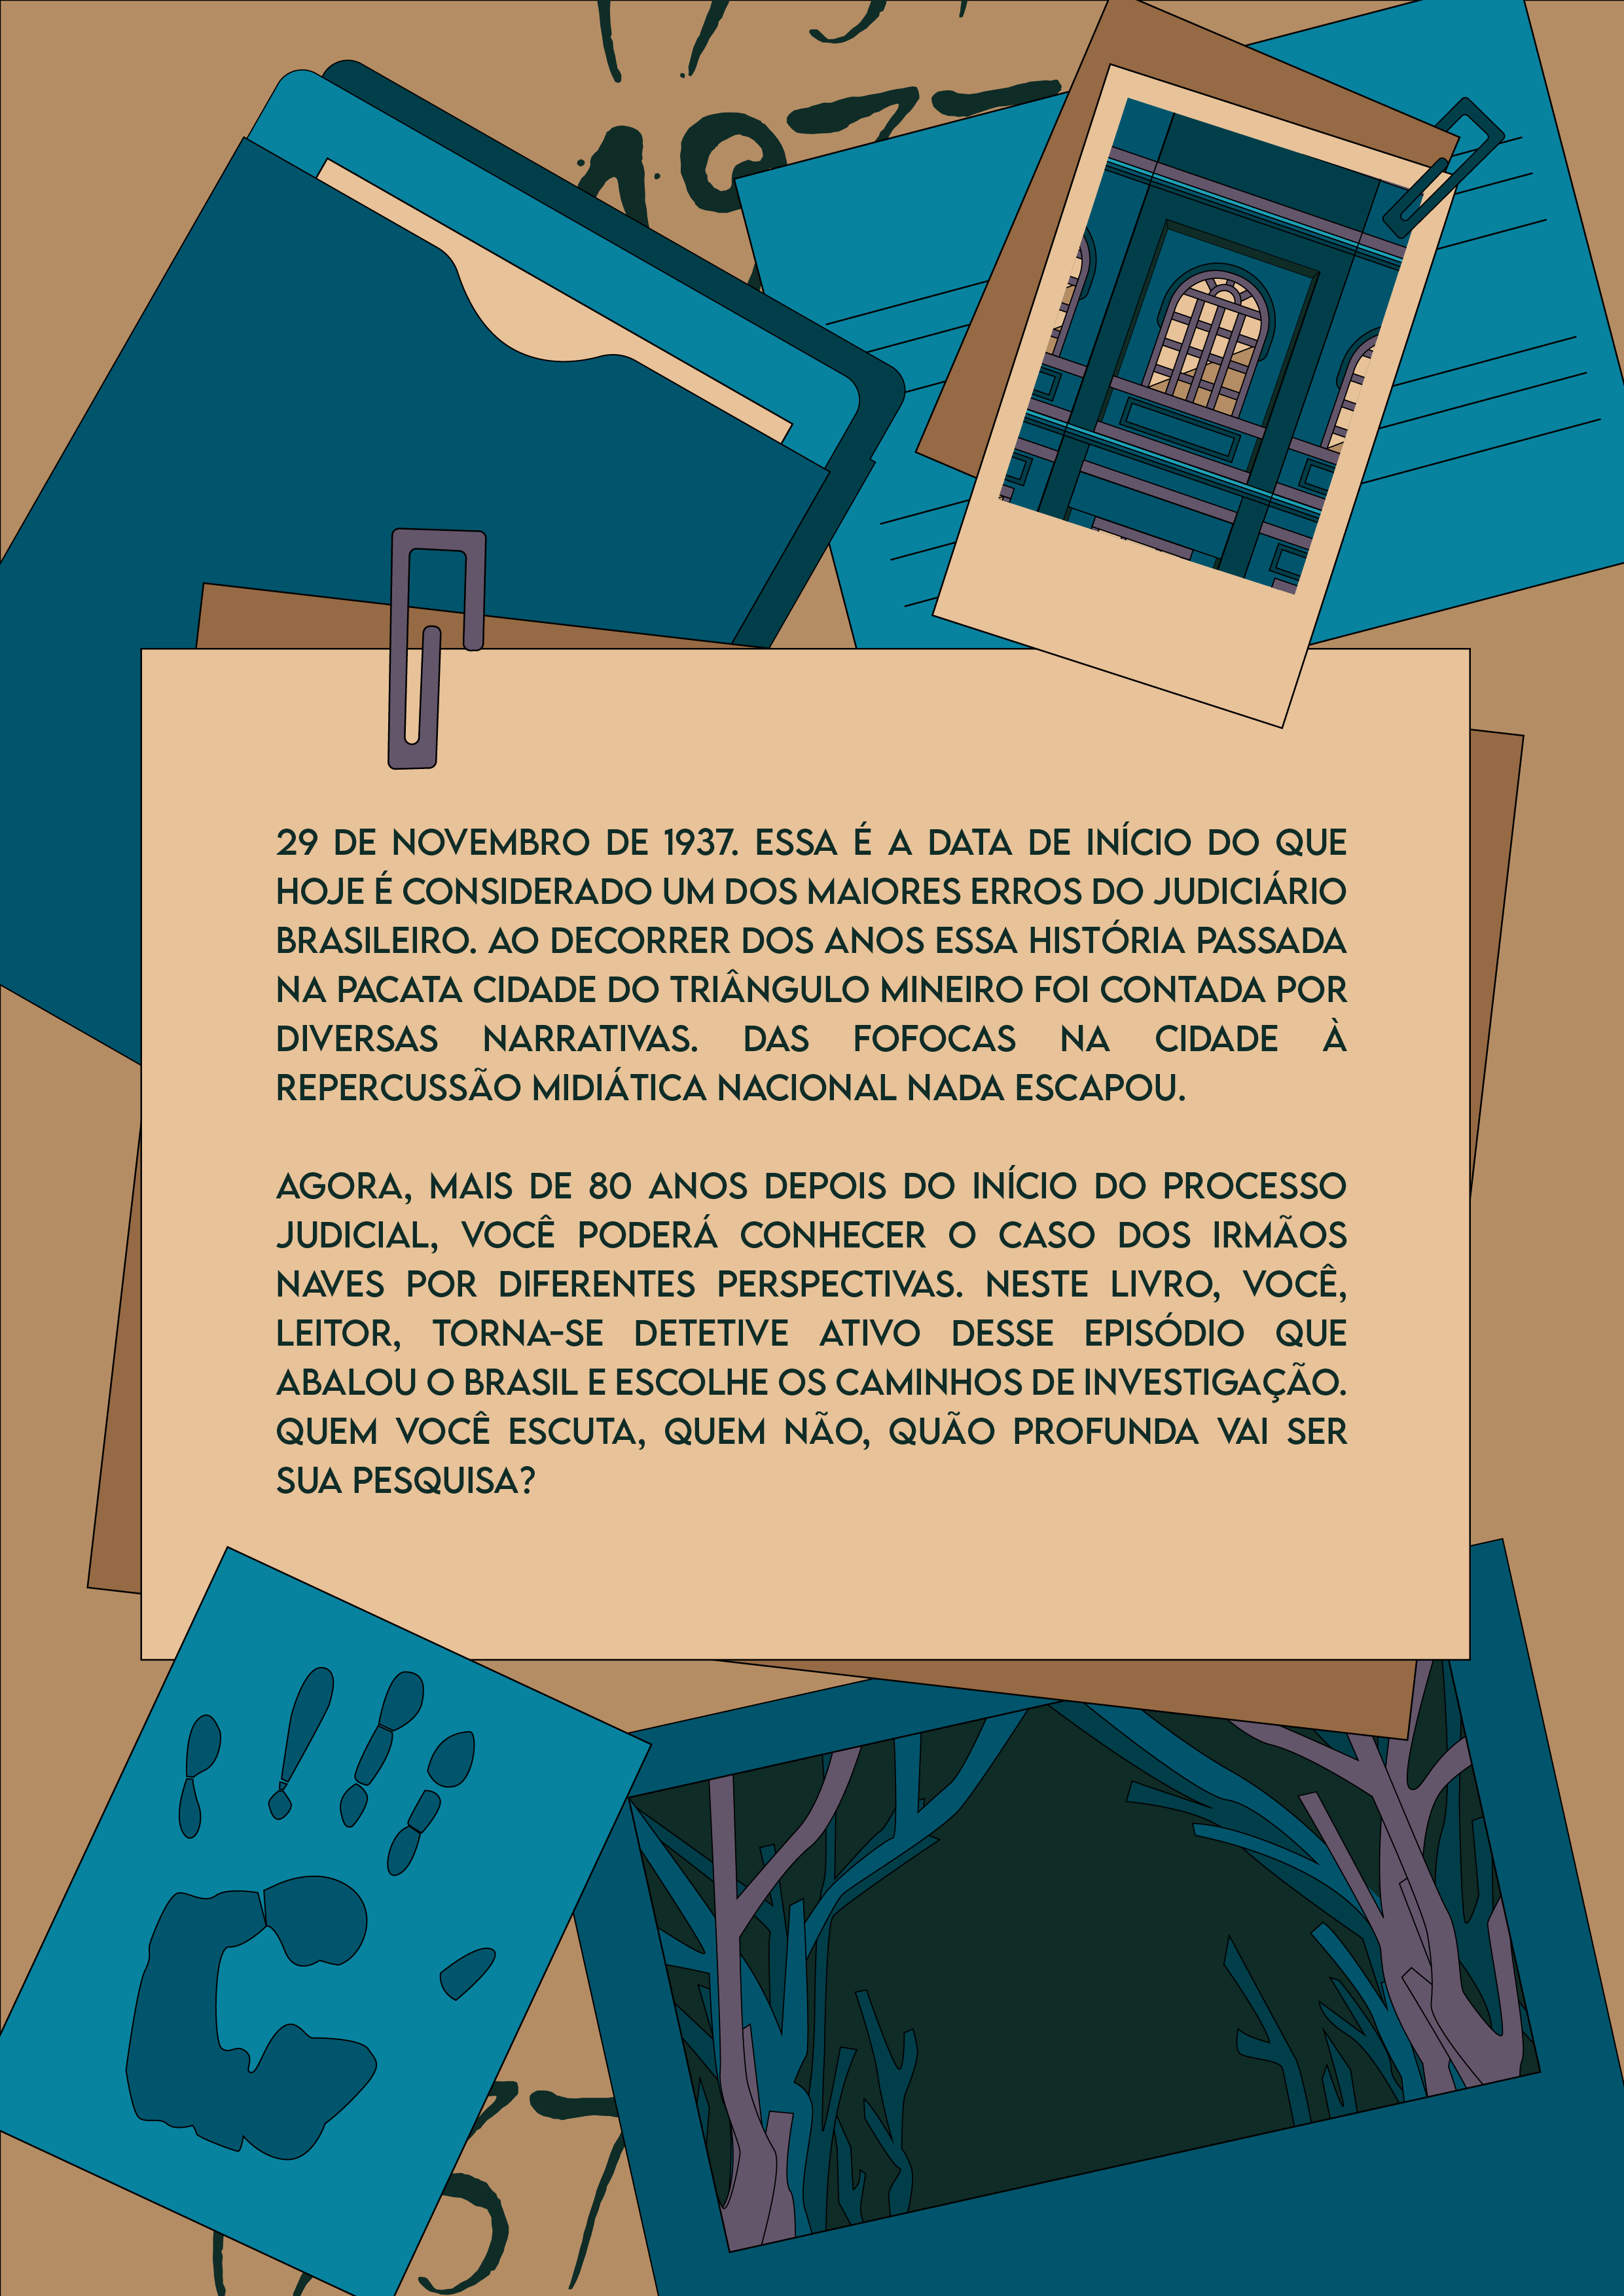 1937
29 DE NOVEMBRO DE 1937. ESSA É A DATA DE INÍCIO DO QUE
HOJE É CONSIDERADO UM DOS MAIORES ERROS DO JUDICIÁRIO
BRASILEIRO. AO DECORRER DOS ANOS ESSA HISTÓRIA PASSADA
NA PACATA CIDADE DO TRIÂNGULO MINEIRO FOI CONTADA POR
DIVERSAS NARRATIVAS. DAS FOFOCAS NA CIDADE À
REPERCUSSÃO MIDIÁTICA NACIONAL NADA ESCAPOU.
AGORA, MAIS DE 80 ANOS DEPOIS DO INÍCIO DO PROCESSO
JUDICIAL, VOCÊ PODERÁ CONHECER O CASO DOS IRMÃOS
NAVES POR DIFERENTES PERSPECTIVAS. NESTE LIVRO, VOCÊ,
LEITOR, TORNA-SE DETETIVE ATIVO DESSE EPISÓDIO QUE
ABALOU O BRASIL E ESCOLHE OS CAMINHOS DE INVESTIGAÇÃO.
QUEM VOCÊ ESCUTA, QUEM NÃO, QUÃO PROFUNDA VAI SER
SUA PESQUISA?